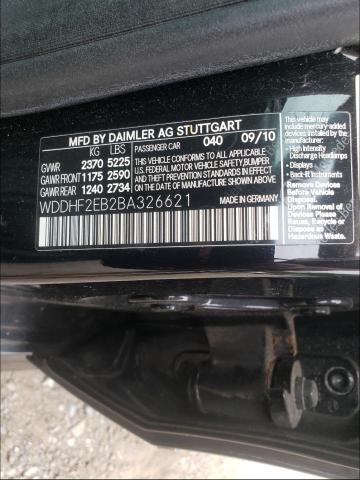 MFD BY DAIMLER AG STUTTGART
KG LBS PASSENGER CAR 040 09/10
GVWR 2370 5225
GAWR FRONT 1175 2590
GAWR REAR 1240 2734
THIS VEHICLE CONFORMS TO ALL APPLICABLE
U.S. FEDERAL MOTOR VEHICLE SAFETY, BUMPER
AND THEFT PREVENTION STANDARDS IN EFFECT
ON THE DATE OF MANUFACTURE SHOWN ABOVE.
WDDHF2EB2BA326621
This vehicle may
include mercury-added
devices installed by the
manufacturer:
• High Intensity
Discharge Headlamps
• Displays
• Back-lit Instruments
Remove Devices
Before Vehicle
Disposal.
Upon Removal of
Devices Please
Reuse, Recycle or
Dispose as
Hazardous Waste.